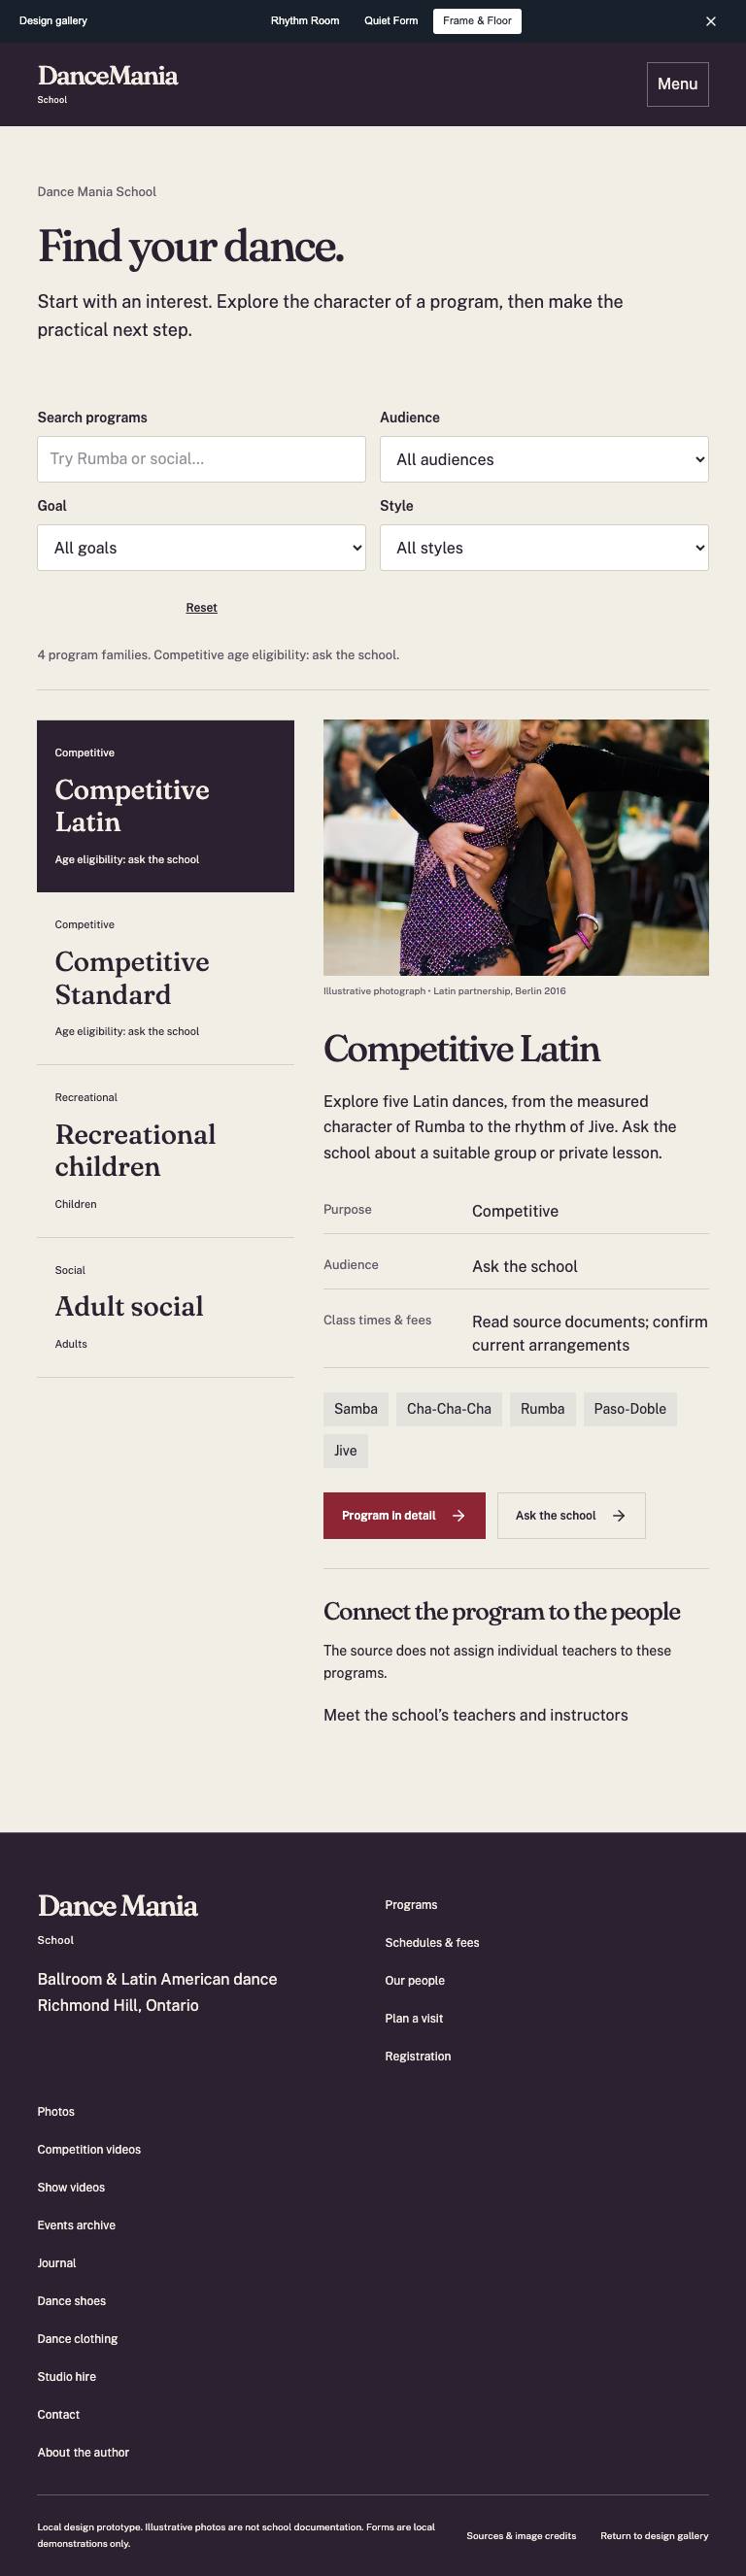 Design gallery
Rhythm Room
Quiet Form
Frame & Floor
DanceMania
School
Menu
Dance Mania School
Find your dance.
Start with an interest. Explore the character of a program, then make the
practical next step.
Search programs
Audience
Try Rumba or social...
All audiences
Goal
Style
All goals
All styles
Reset
4 program families. Competitive age eligibility: ask the school.
Competitive
Competitive
Latin
Age eligibility: ask the school
Competitive
Competitive
Standard
Age eligibility: ask the school
Recreational
Recreational
children
Children
Social
Adult social
Adults
Illustrative photograph • Latin partnership, Berlin 2016
Competitive Latin
Explore five Latin dances, from the measured
character of Rumba to the rhythm of Jive. Ask the
school about a suitable group or private lesson.
Purpose
Competitive
Audience
Ask the school
Class times & fees
Read source documents; confirm
current arrangements
Samba
Cha-Cha-Cha
Rumba
Paso-Doble
Jive
Program in detail
Ask the school
Connect the program to the people
The source does not assign individual teachers to these
programs.
Meet the school’s teachers and instructors
Dance Mania
School
Ballroom & Latin American dance
Richmond Hill, Ontario
Programs
Schedules & fees
Our people
Plan a visit
Registration
Photos
Competition videos
Show videos
Events archive
Journal
Dance shoes
Dance clothing
Studio hire
Contact
About the author
Local design prototype. Illustrative photos are not school documentation. Forms are local
demonstrations only.
Sources & image credits
Return to design gallery